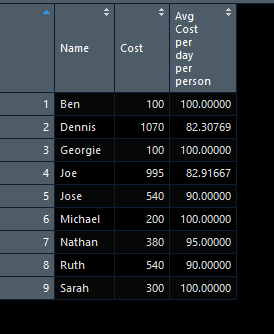 Name Cost Avg
Cost
per
day
per
person
1 Ben 100 100.00000
2 Dennis 1070 82.30769
3 Georgie 100 100.00000
4 Joe 995 82.91667
5 Jose 540 90.00000
6 Michael 200 100.00000
7 Nathan 380 95.00000
8 Ruth 540 90.00000
9 Sarah 300 100.00000